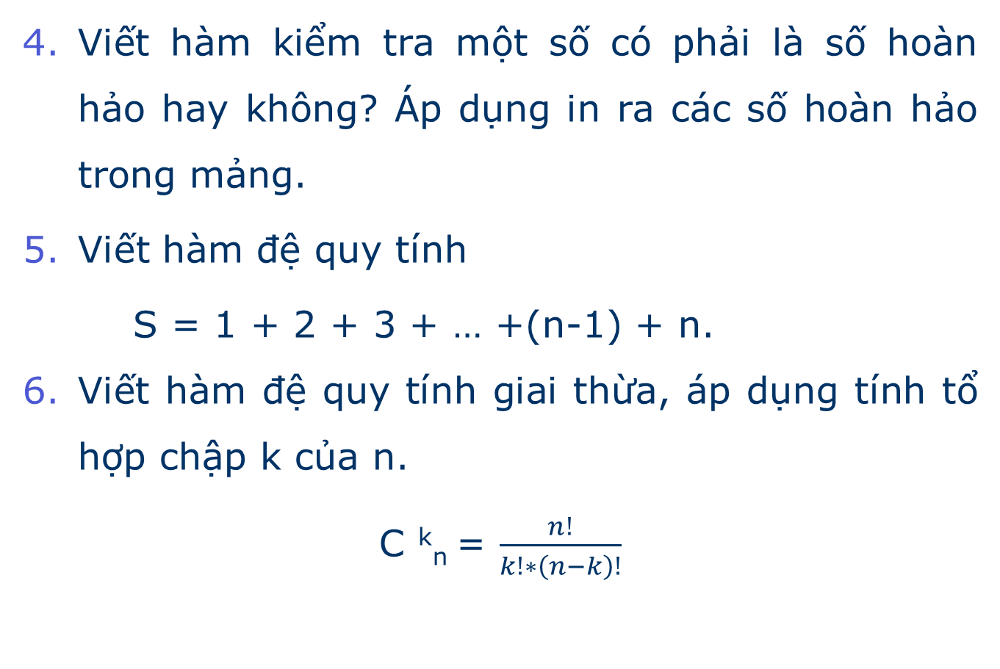 4. Viết hàm kiểm tra một số có phải là số hoàn
hảo hay không? Áp dụng in ra các số hoàn hảo
trong mảng.
5. Viết hàm đệ quy tính
S = 1 + 2 + 3 + … +(n-1) + n.
6. Viết hàm đệ quy tính giai thừa, áp dụng tính tổ
hợp chập k của n.
C ᵏₙ = n! / k!*(n−k)!